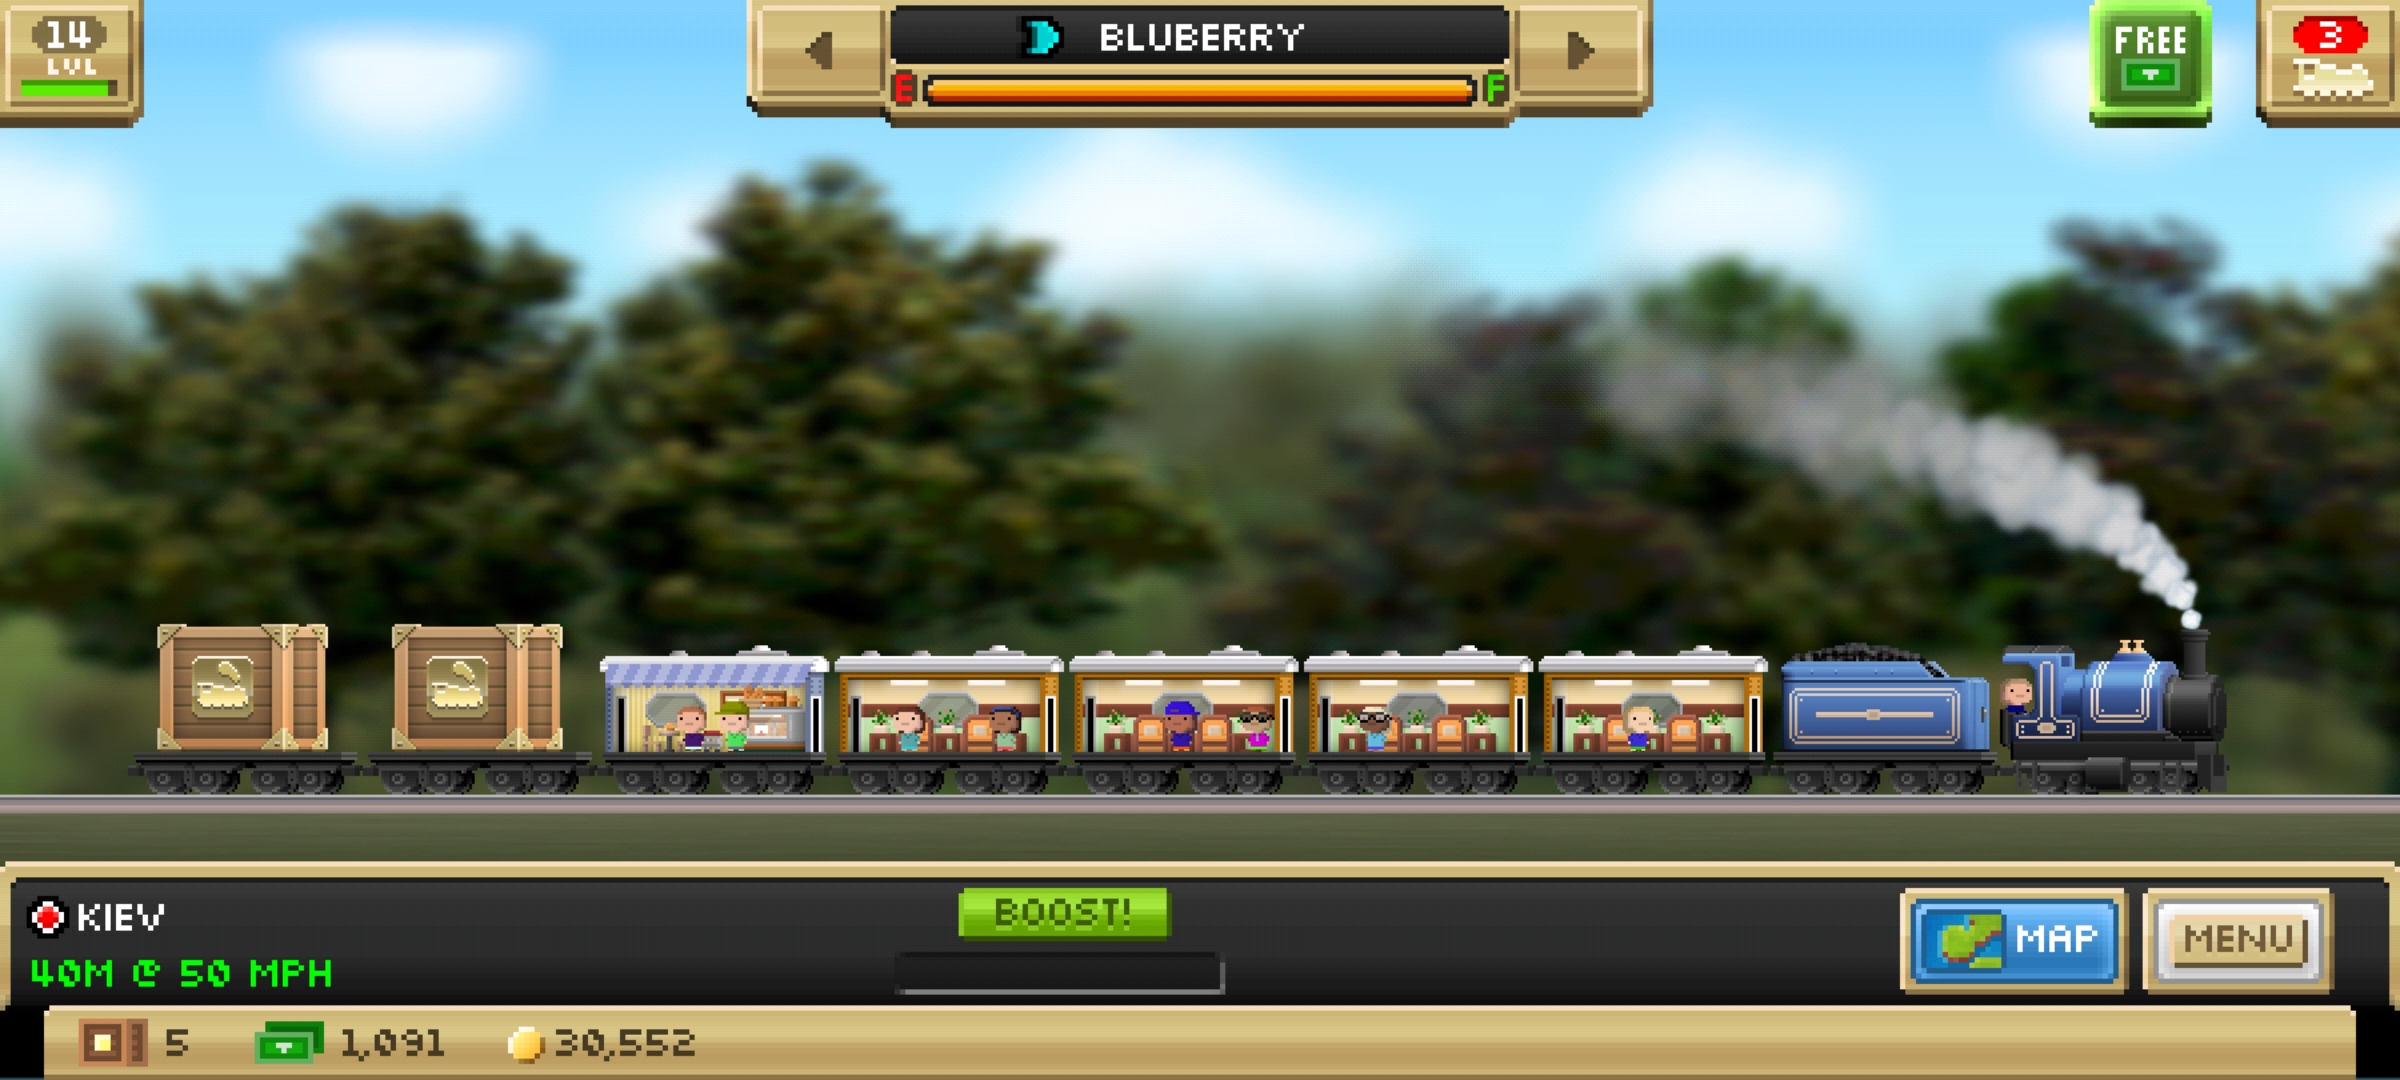 14
LVL
BLUBERRY
E F
FREE
3
KIEV
40M @ 50 MPH
BOOST!
MAP
MENU
5
1,091
30,552